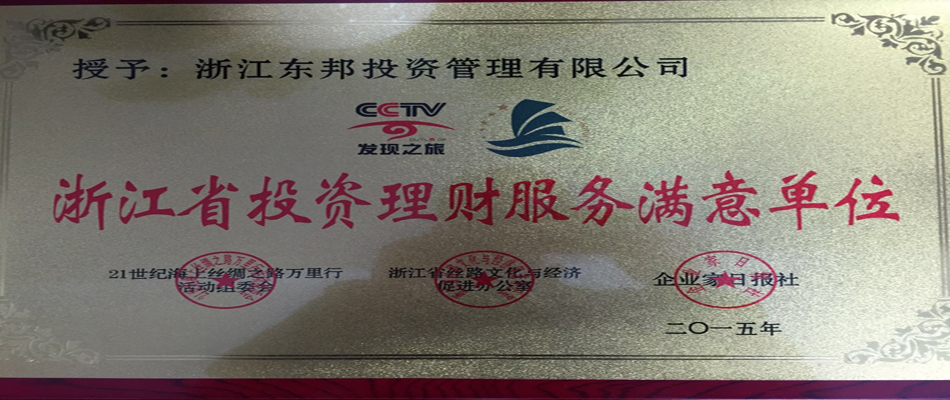 授予：浙江东邦投资管理有限公司
CCTV
发现之旅
浙江省投资理财服务满意单位
21世纪海上丝绸之路万里行
活动组委会
浙江省丝路文化与经济
促进办公室
企业家日报社
二〇一五年